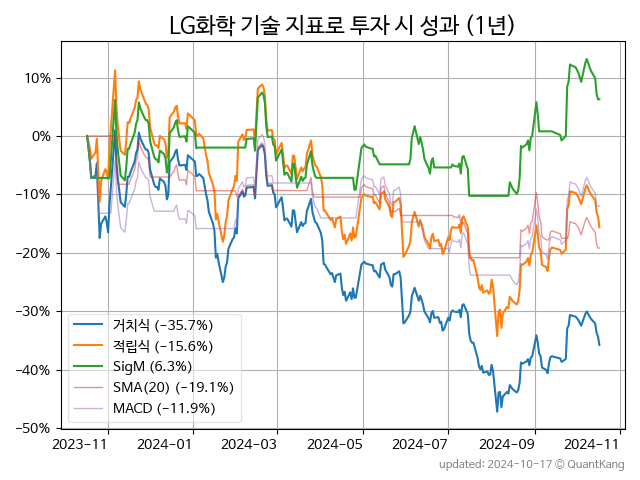 LG화학 기술 지표로 투자 시 성과 (1년)
10%
0%
−10%
−20%
−30%
−40%
−50%
거치식 (−35.7%)
적립식 (−15.6%)
SigM (6.3%)
SMA(20) (−19.1%)
MACD (−11.9%)
2023-11 2024-01 2024-03 2024-05 2024-07 2024-09 2024-11
updated: 2024-10-17 © QuantKang